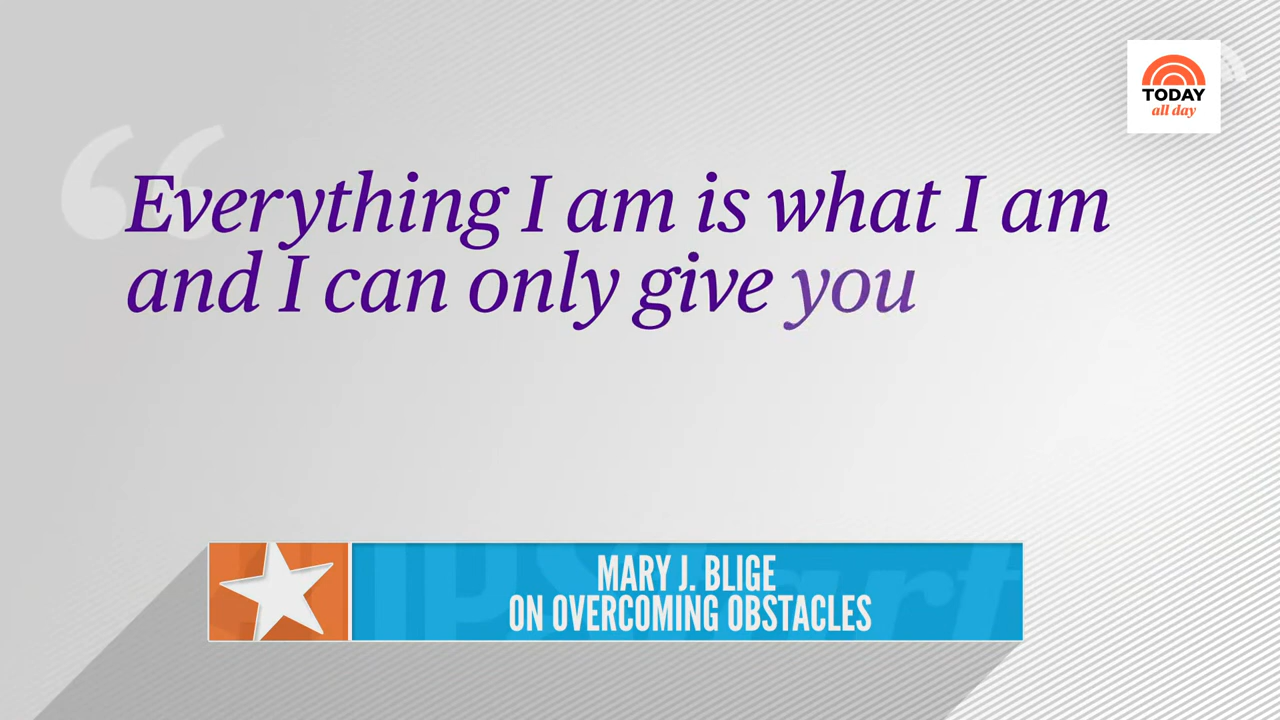 TODAY
all day
“Everything I am is what I am
and I can only give you
MARY J. BLIGE
ON OVERCOMING OBSTACLES